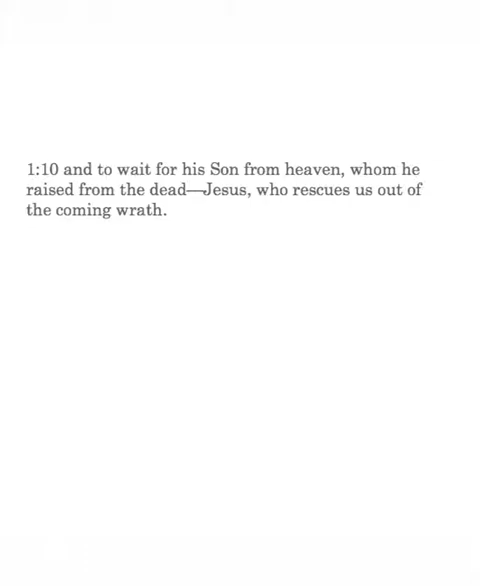 1:10 and to wait for his Son from heaven, whom he
raised from the dead—Jesus, who rescues us out of
the coming wrath.